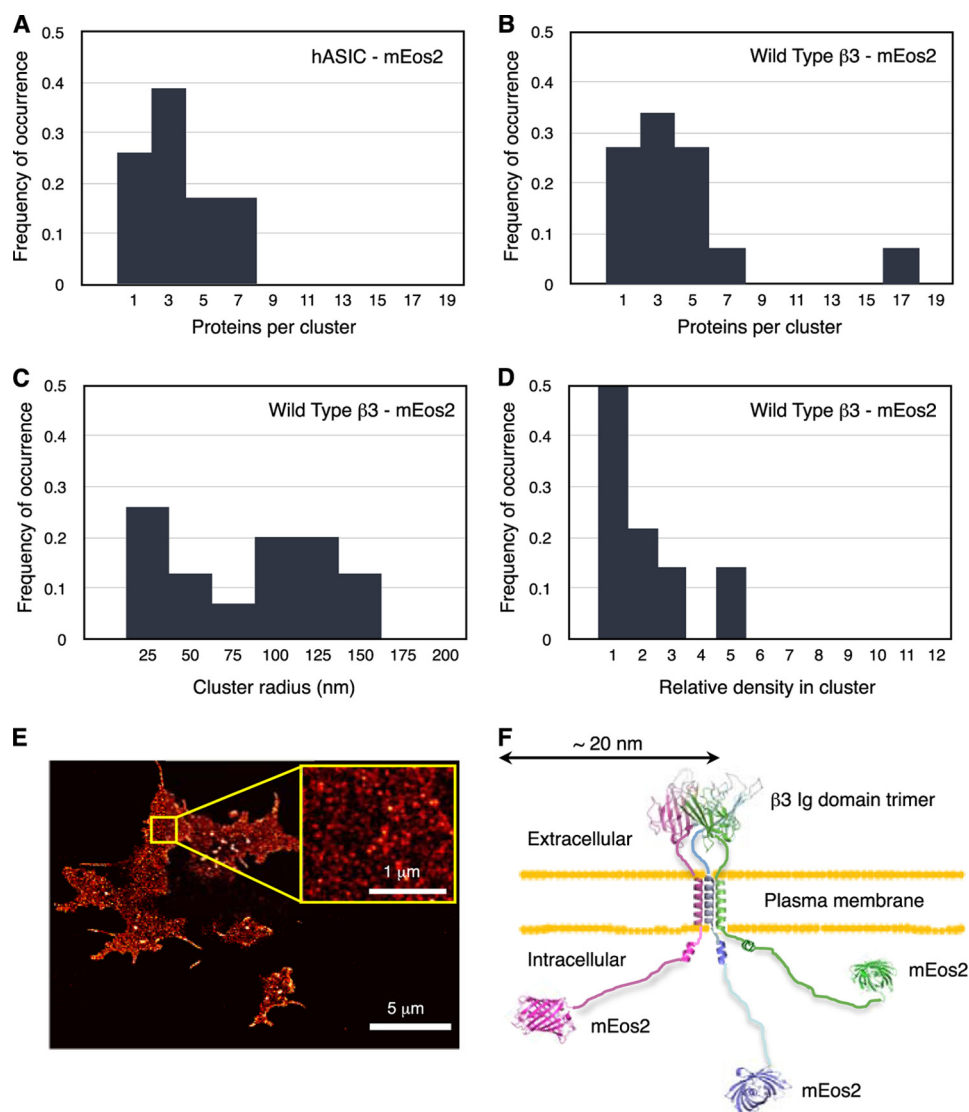 A
hASIC - mEos2
Frequency of occurrence
0.5
0.4
0.3
0.2
0.1
0
1 3 5 7 9 11 13 15 17 19
Proteins per cluster
B
Wild Type β3 - mEos2
Frequency of occurrence
0.5
0.4
0.3
0.2
0.1
0
1 3 5 7 9 11 13 15 17 19
Proteins per cluster
C
Wild Type β3 - mEos2
Frequency of occurrence
0.5
0.4
0.3
0.2
0.1
0
25 50 75 100 125 150 175 200
Cluster radius (nm)
D
Wild Type β3 - mEos2
Frequency of occurrence
0.5
0.4
0.3
0.2
0.1
0
1 2 3 4 5 6 7 8 9 10 11 12
Relative density in cluster
E
1 μm
5 μm
F
~ 20 nm
β3 Ig domain trimer
Extracellular
Plasma membrane
Intracellular
mEos2
mEos2
mEos2